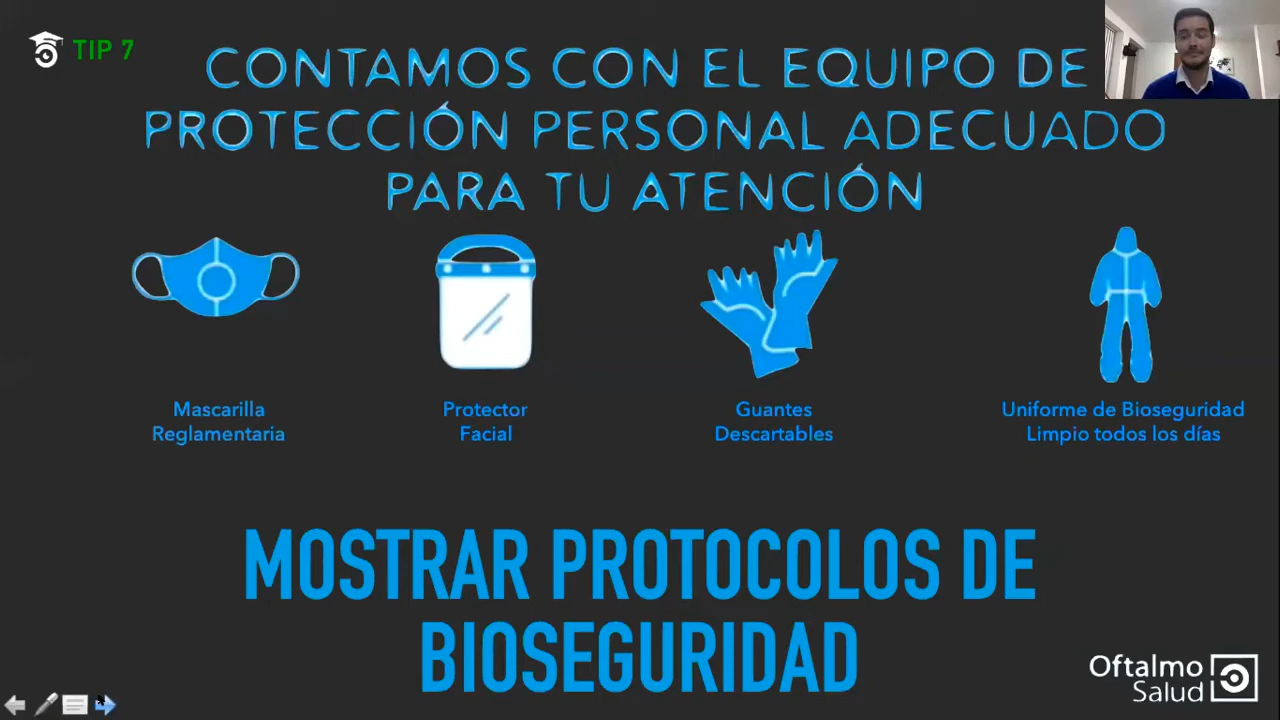 TIP 7
CONTAMOS CON EL EQUIPO DE
PROTECCIÓN PERSONAL ADECUADO
PARA TU ATENCIÓN
Mascarilla
Reglamentaria
Protector
Facial
Guantes
Descartables
Uniforme de Bioseguridad
Limpio todos los días
MOSTRAR PROTOCOLOS DE
BIOSEGURIDAD
Oftalmo
Salud